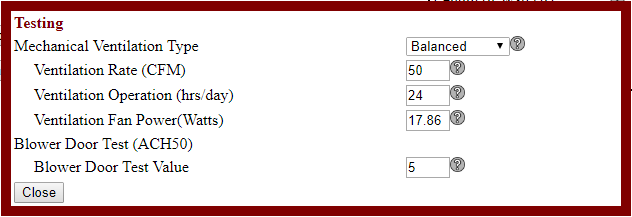 Testing
Mechanical Ventilation Type Balanced ?
Ventilation Rate (CFM) 50 ?
Ventilation Operation (hrs/day) 24 ?
Ventilation Fan Power(Watts) 17.86 ?
Blower Door Test (ACH50)
Blower Door Test Value 5 ?
Close